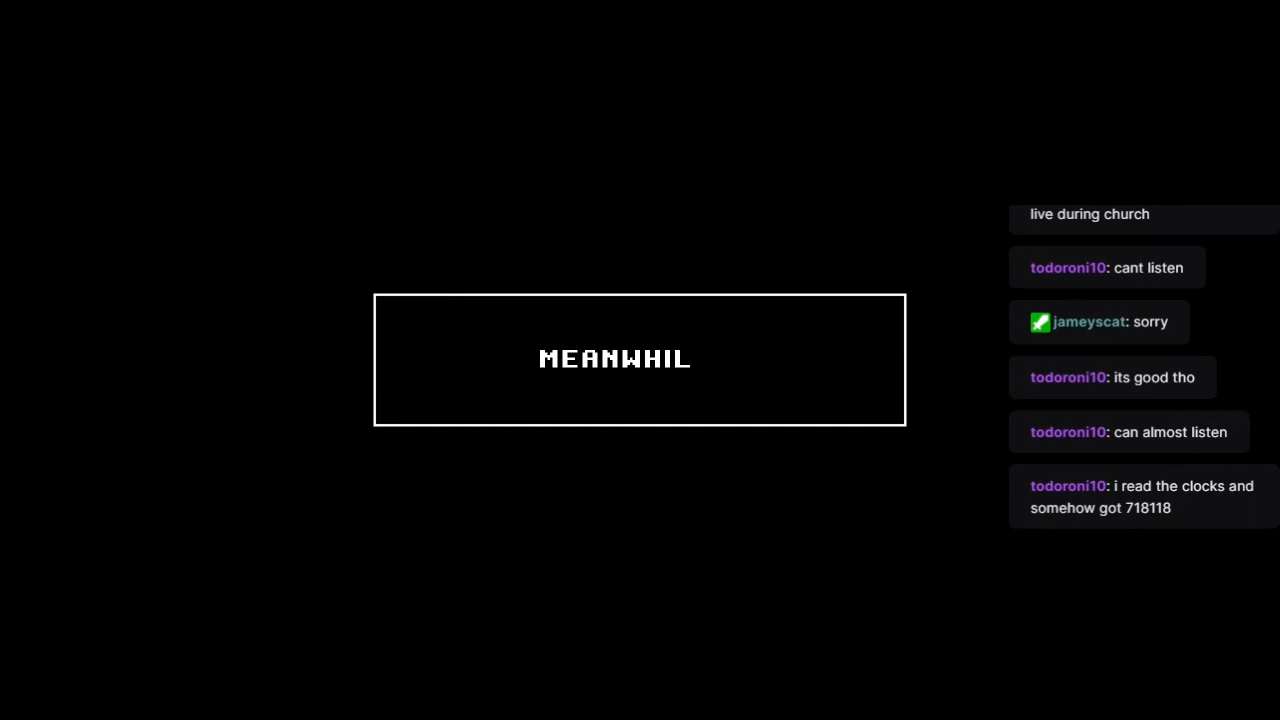 MEANWHIL
live during church
todoroni10: cant listen
jameyscat: sorry
todoroni10: its good tho
todoroni10: can almost listen
todoroni10: i read the clocks and
somehow got 718118